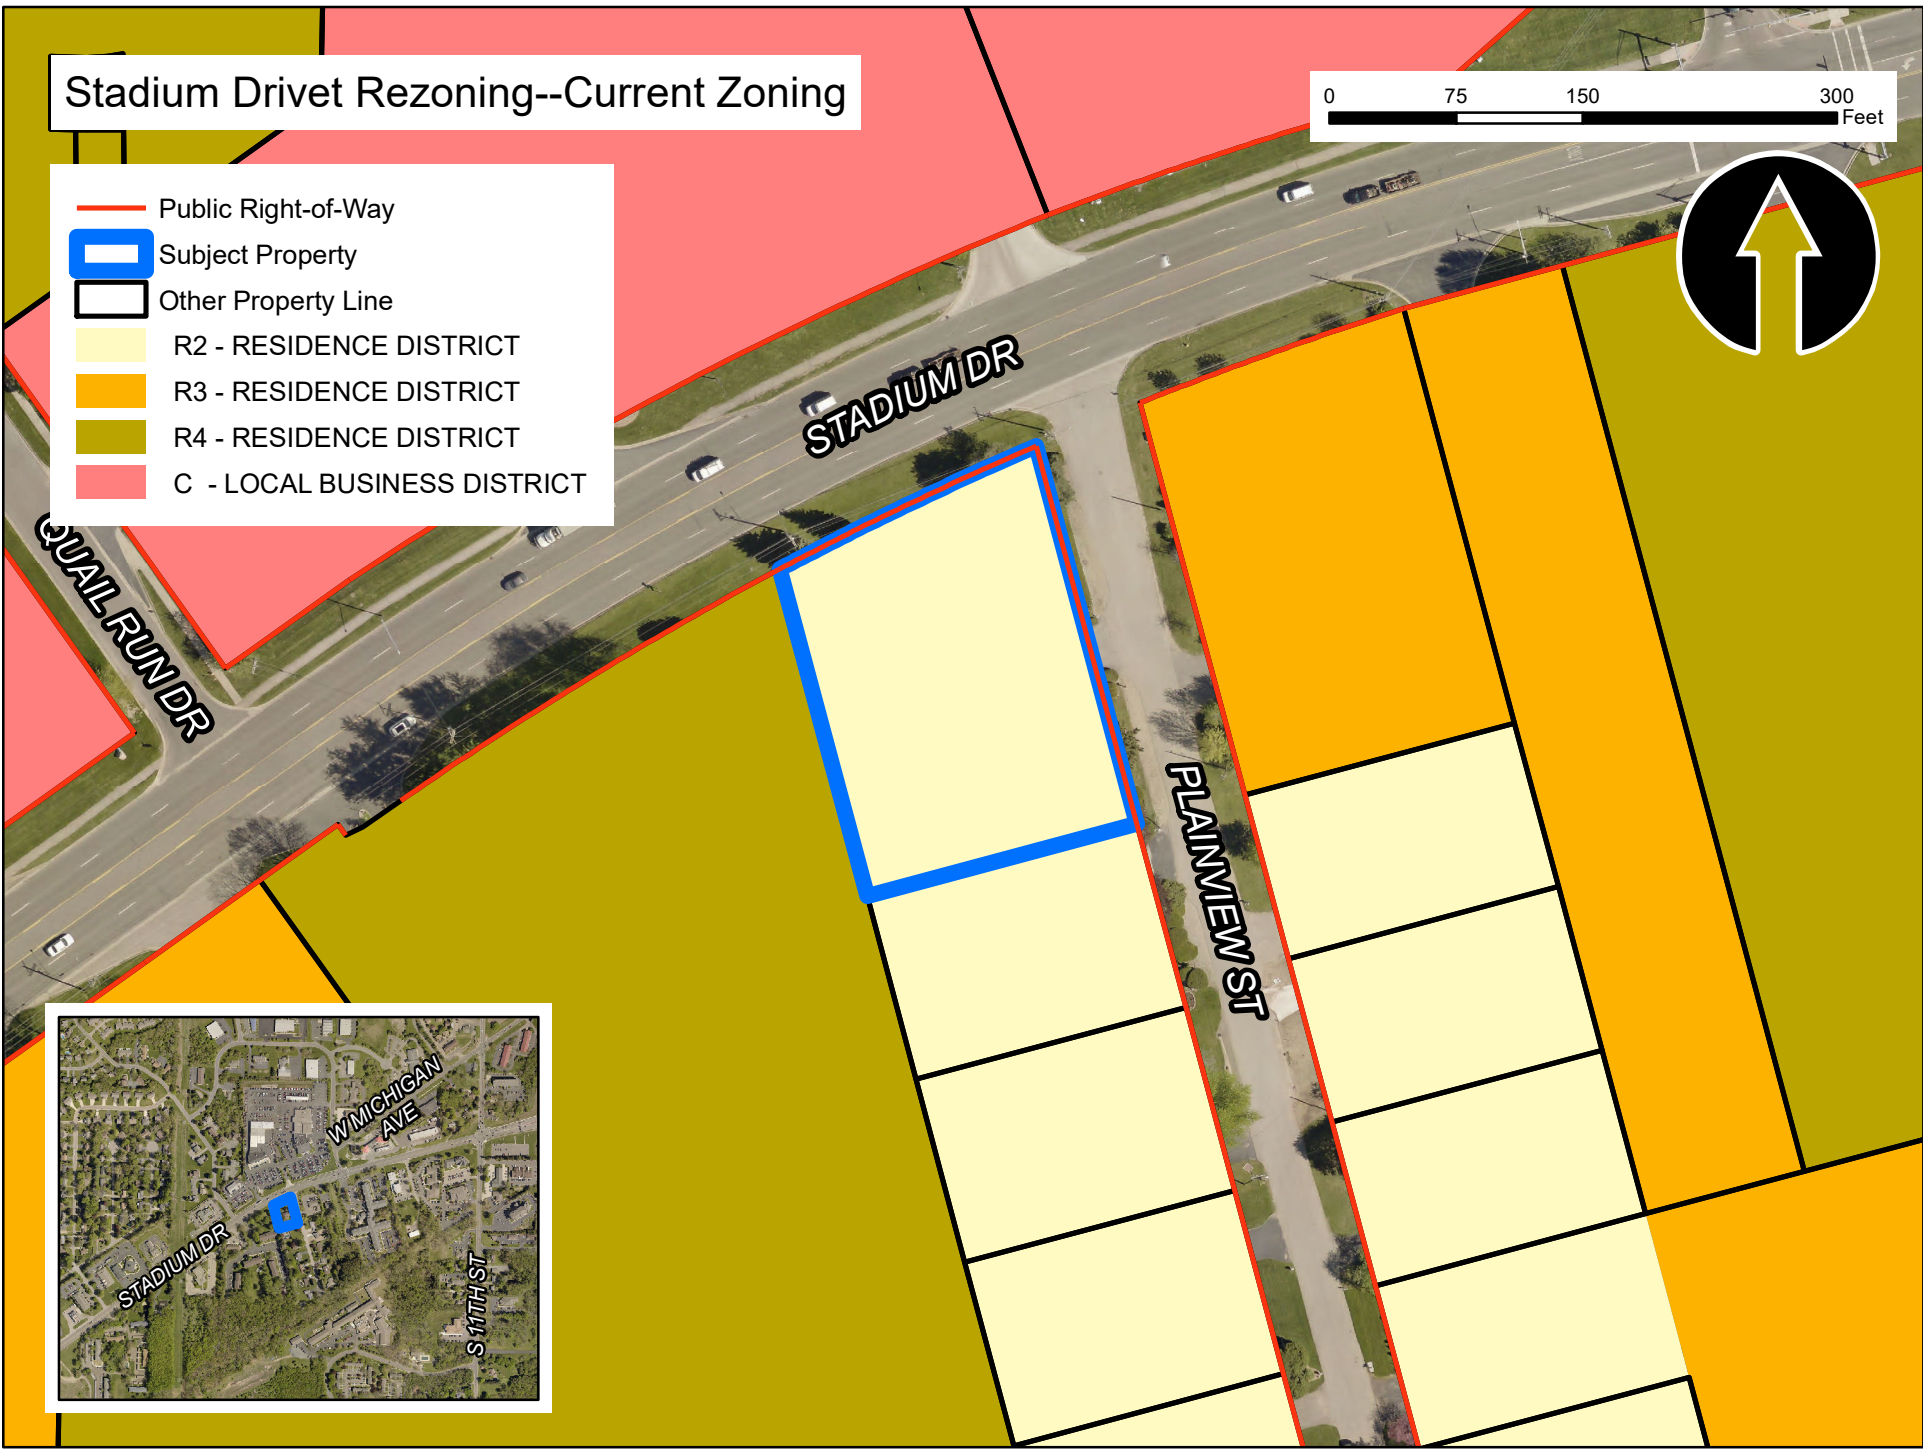 Stadium Drivet Rezoning--Current Zoning
0 75 150 300
Feet
Public Right-of-Way
Subject Property
Other Property Line
R2 - RESIDENCE DISTRICT
R3 - RESIDENCE DISTRICT
R4 - RESIDENCE DISTRICT
C - LOCAL BUSINESS DISTRICT
STADIUM DR
QUAIL RUN DR
PLAINVIEW ST
W MICHIGAN
AVE
STADIUM DR
S 11TH ST